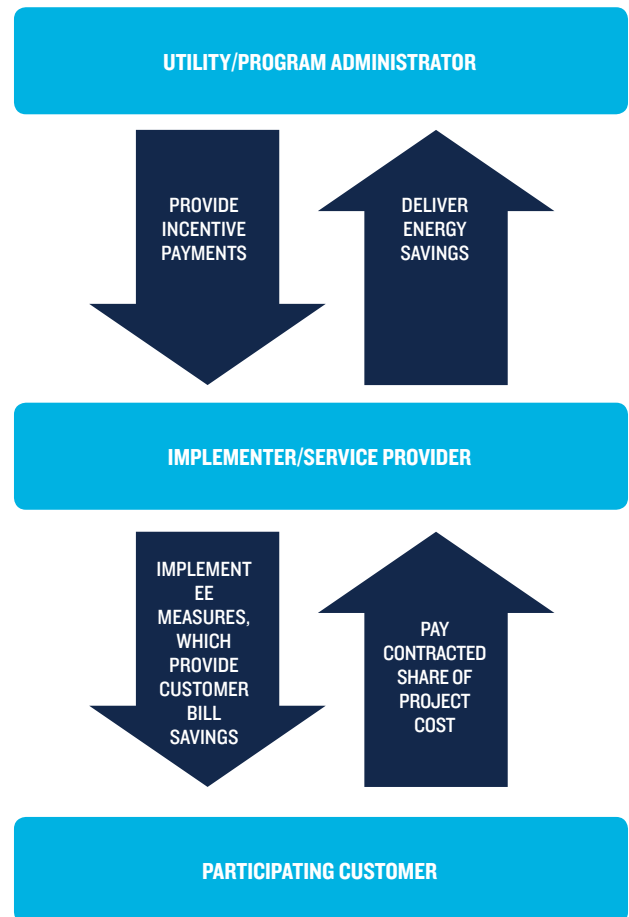 UTILITY/PROGRAM ADMINISTRATOR
PROVIDE
INCENTIVE
PAYMENTS
DELIVER
ENERGY
SAVINGS
IMPLEMENTER/SERVICE PROVIDER
IMPLEMENT
EE
MEASURES,
WHICH
PROVIDE
CUSTOMER
BILL
SAVINGS
PAY
CONTRACTED
SHARE OF
PROJECT
COST
PARTICIPATING CUSTOMER